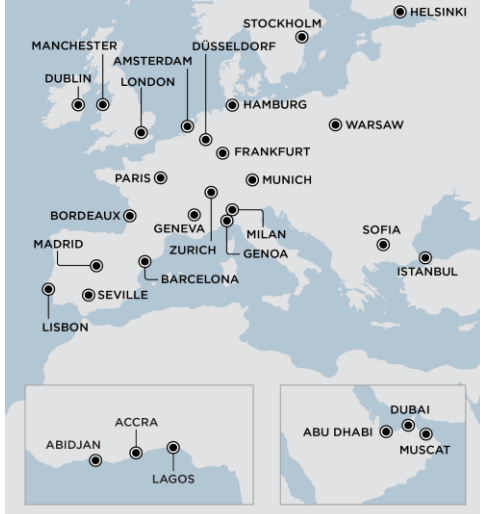 HELSINKI
STOCKHOLM
MANCHESTER
DÜSSELDORF
AMSTERDAM
DUBLIN
LONDON
HAMBURG
WARSAW
FRANKFURT
PARIS
MUNICH
BORDEAUX
GENEVA
MILAN
SOFIA
MADRID
ZURICH
GENOA
ISTANBUL
BARCELONA
SEVILLE
LISBON
ACCRA
ABIDJAN
LAGOS
DUBAI
ABU DHABI
MUSCAT